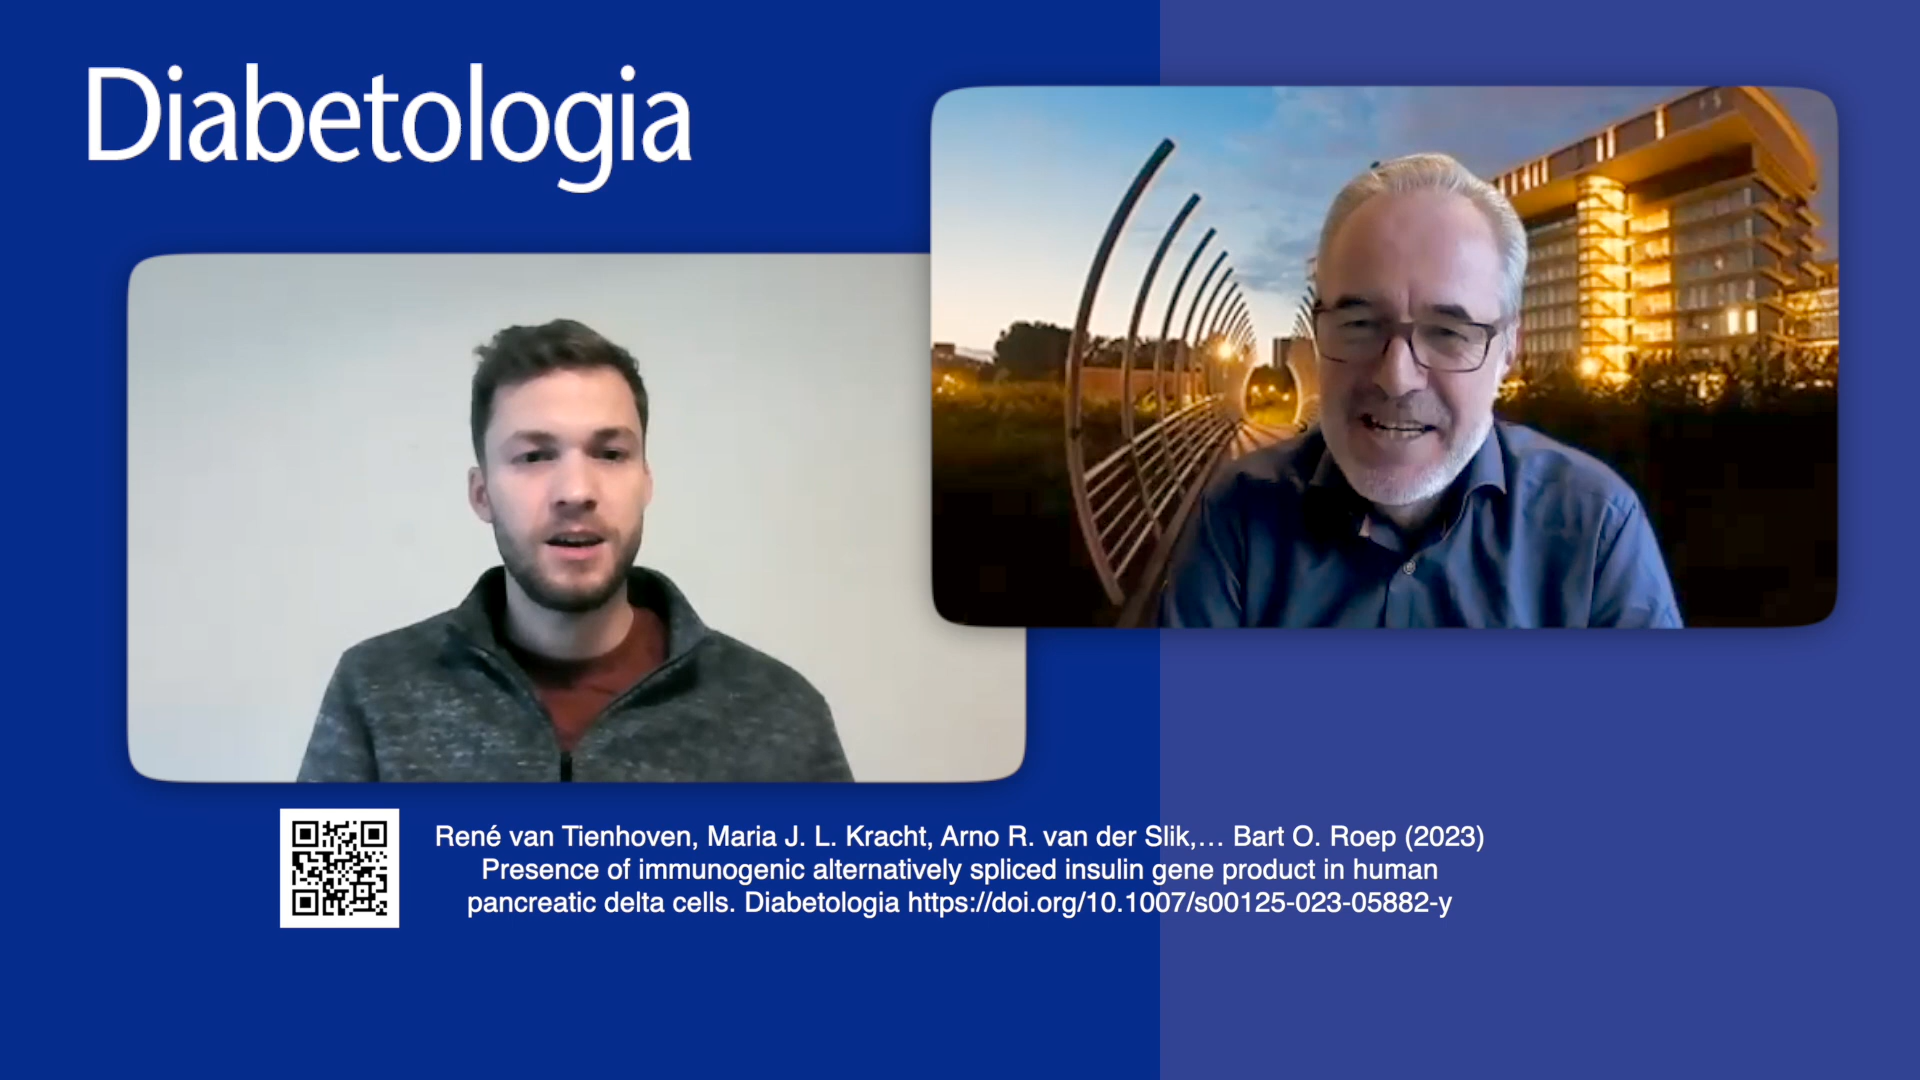 Diabetologia
René van Tienhoven, Maria J. L. Kracht, Arno R. van der Slik,... Bart O. Roep (2023)
Presence of immunogenic alternatively spliced insulin gene product in human
pancreatic delta cells. Diabetologia https://doi.org/10.1007/s00125-023-05882-y